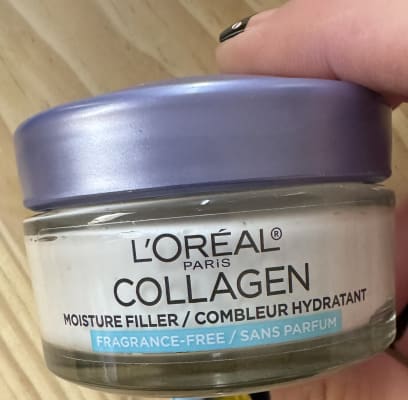 L'ORÉAL®
PARIS
COLLAGEN
MOISTURE FILLER / COMBLEUR HYDRATANT
FRAGRANCE-FREE / SANS PARFUM